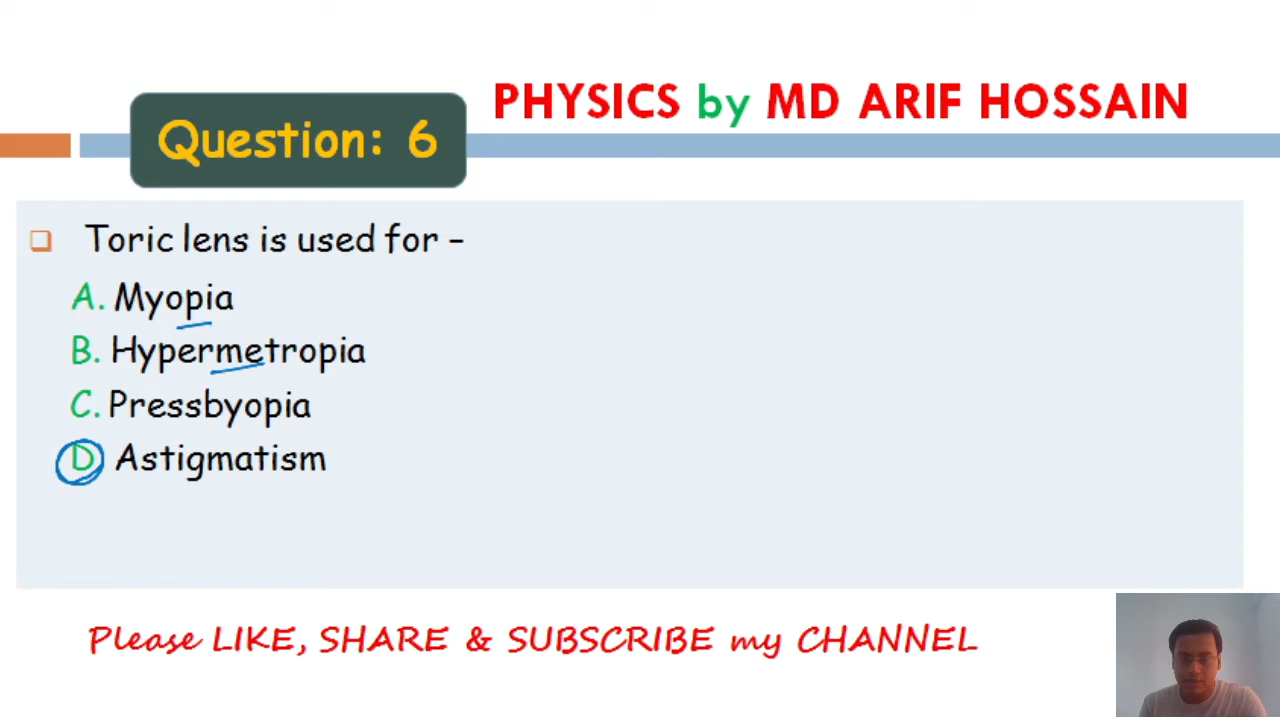 PHYSICS by MD ARIF HOSSAIN
Question: 6
Toric lens is used for -
A. Myopia
B. Hypermetropia
C. Pressbyopia
D Astigmatism
Please LIKE, SHARE & SUBSCRIBE my CHANNEL